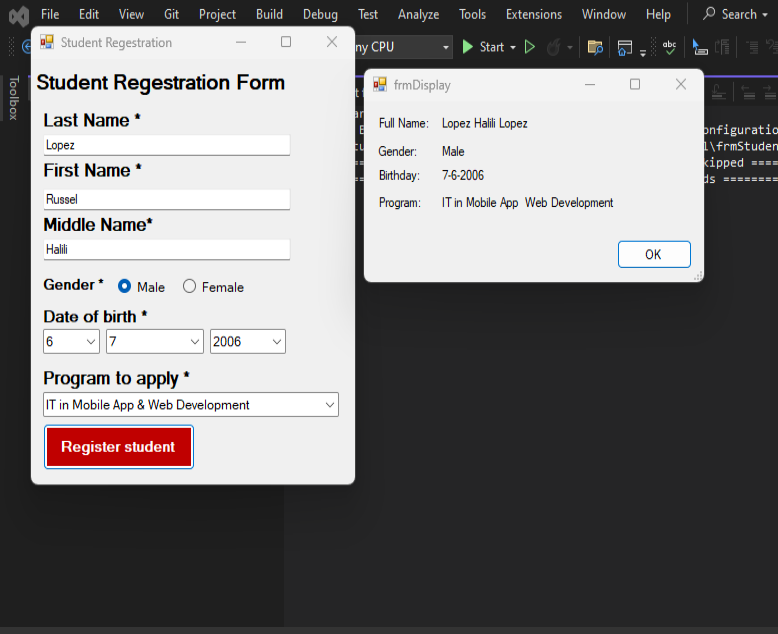 File Edit View Git Project Build Debug Test Analyze Tools Extensions Window Help Search
Student Regestration
ny CPU Start
Toolbox
Student Regestration Form
frmDisplay
Last Name *
Full Name: Lopez Halili Lopez
Lopez
onfiguratio
Gender: Male
l\frmStuden
First Name *
kipped ====
Birthday: 7-6-2006
ds ========
Russel
Program: IT in Mobile App Web Development
Middle Name*
Halili
OK
Gender * Male Female
Date of birth *
6 7 2006
Program to apply *
IT in Mobile App & Web Development
Register student